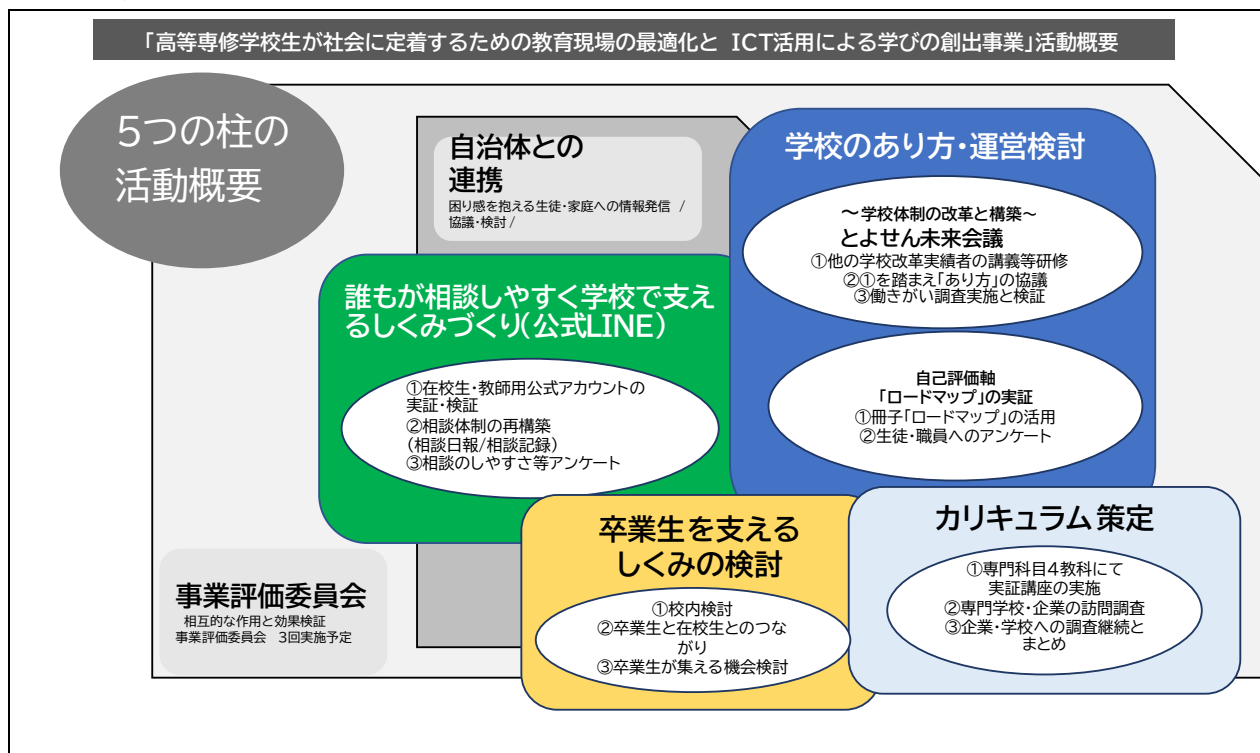 「高等専修学校生が社会に定着するための教育現場の最適化と ICT活用による学びの創出事業」活動概要
5つの柱の
活動概要
自治体との
連携
困り感を抱える生徒・家庭への情報発信 /
協議・検討/
学校のあり方・運営検討
~学校体制の改革と構築~
とよせん未来会議
①他の学校改革実績者の講義等研修
②①を踏まえ「あり方」の協議
③働きがい調査実施と検証
自己評価軸
「ロードマップ」の実証
①冊子「ロードマップ」の活用
②生徒・職員へのアンケート
誰もが相談しやすく学校で支え
るしくみづくり(公式LINE)
①在校生・教師用公式アカウントの
実証・検証
②相談体制の再構築
(相談日報/相談記録)
③相談のしやすさ等アンケート
卒業生を支える
しくみの検討
①校内検討
②卒業生と在校生とのつな
がり
③卒業生が集える機会検討
カリキュラム策定
①専門科目4教科にて
実証講座の実施
②専門学校・企業の訪問調査
③企業・学校への調査継続と
まとめ
事業評価委員会
相互的な作用と効果検証
事業評価委員会 3回実施予定